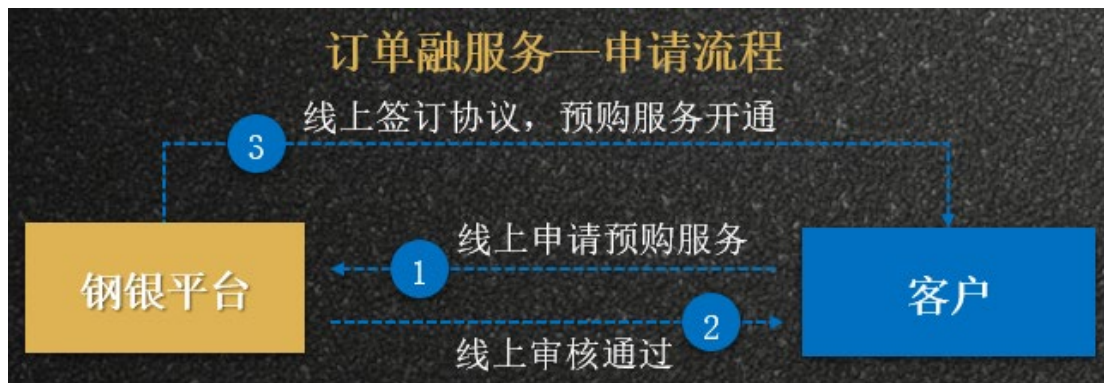 订单融服务—申请流程
线上签订协议，预购服务开通
3
线上申请预购服务
1
钢银平台
客户
2
线上审核通过